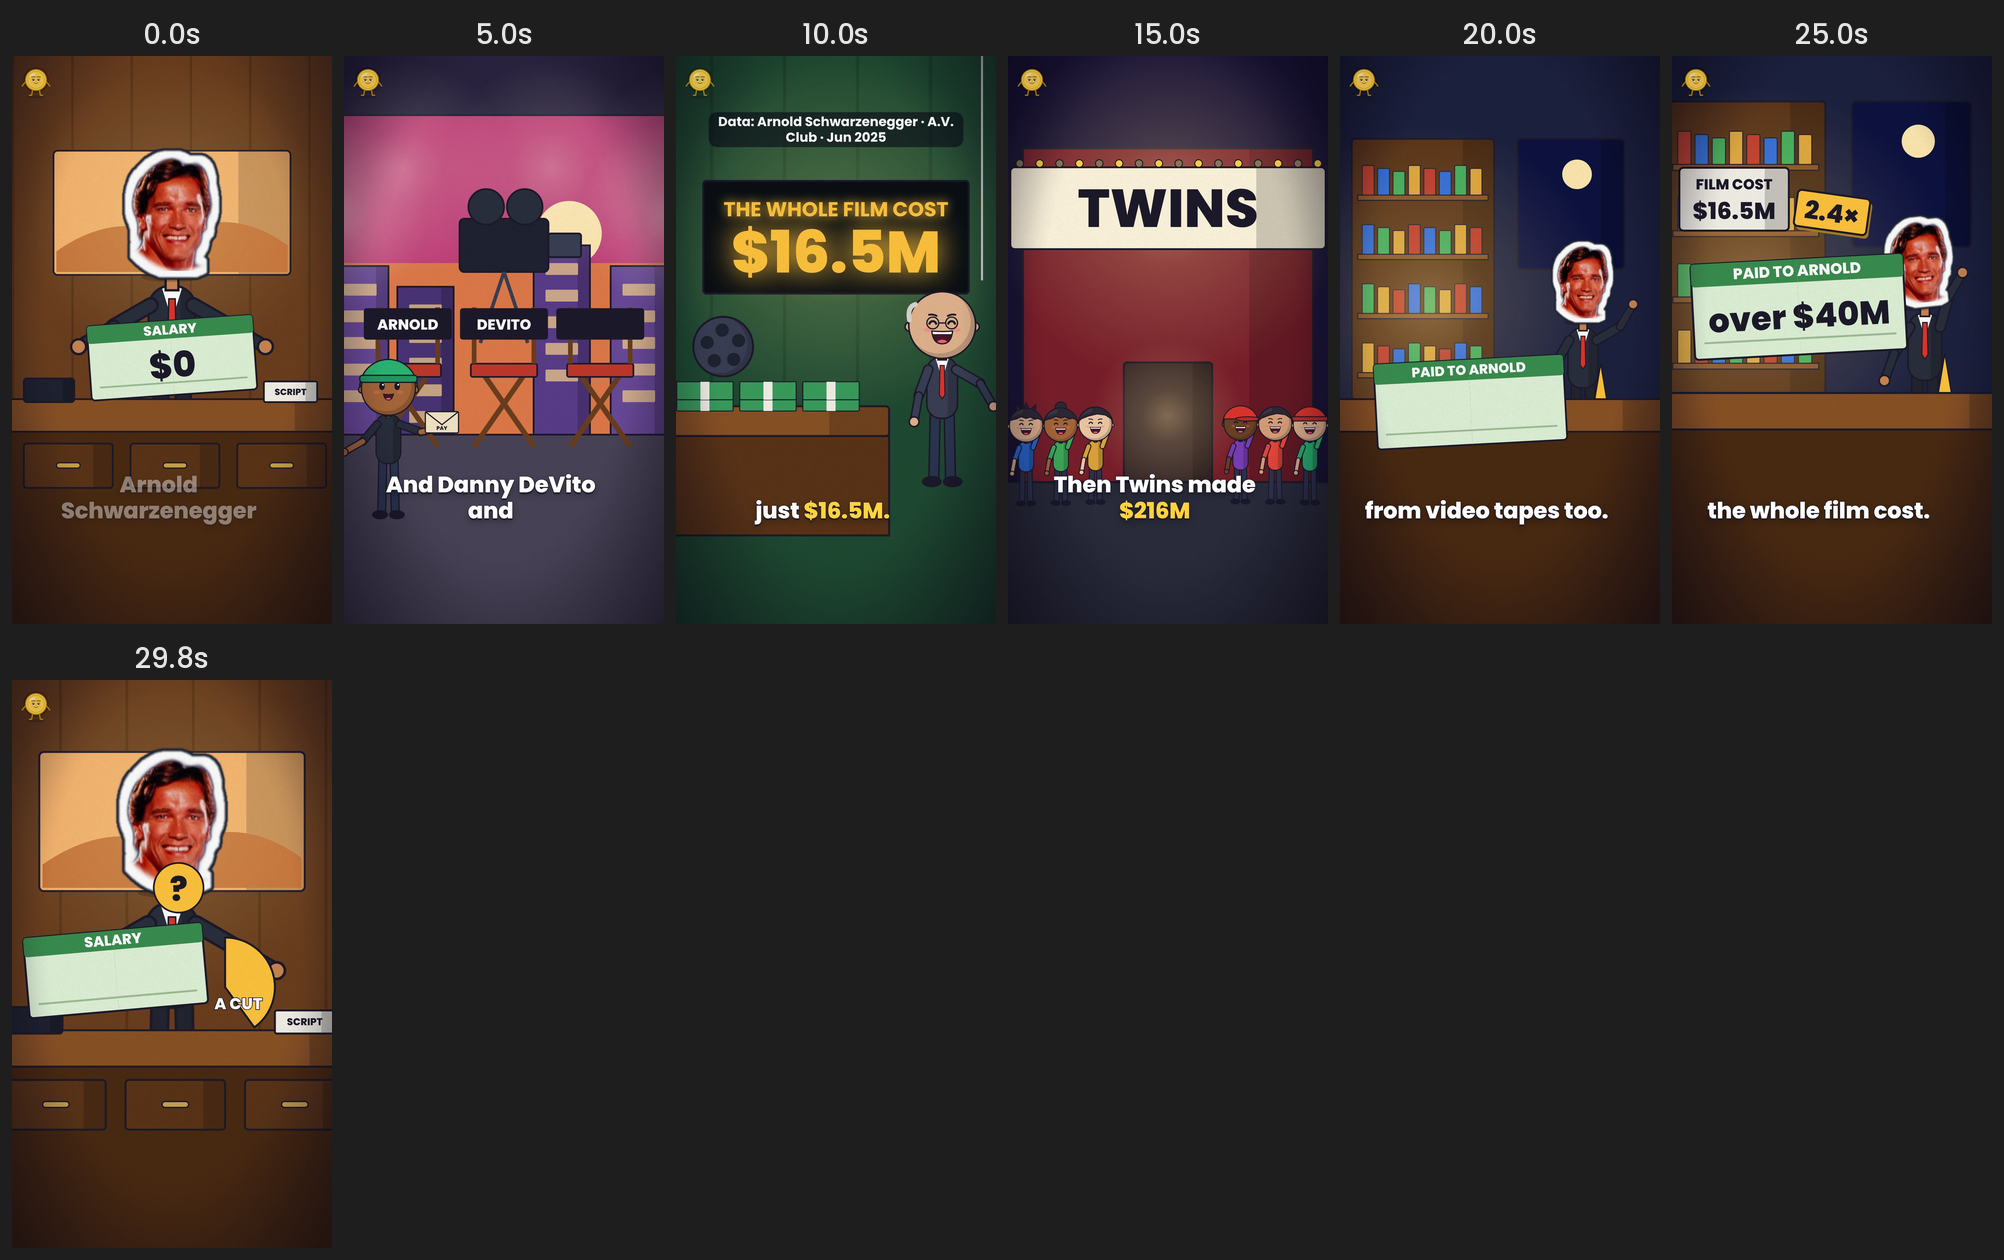 0.0s
SALARY
$0
SCRIPT
Arnold
Schwarzenegger
5.0s
ARNOLD
DEVITO
PAY
And Danny DeVito
and
10.0s
Data: Arnold Schwarzenegger · A.V.
Club · Jun 2025
THE WHOLE FILM COST
$16.5M
just $16.5M.
15.0s
TWINS
Then Twins made
$216M
20.0s
PAID TO ARNOLD
from video tapes too.
25.0s
FILM COST
$16.5M
2.4×
PAID TO ARNOLD
over $40M
the whole film cost.
29.8s
?
SALARY
A CUT
SCRIPT